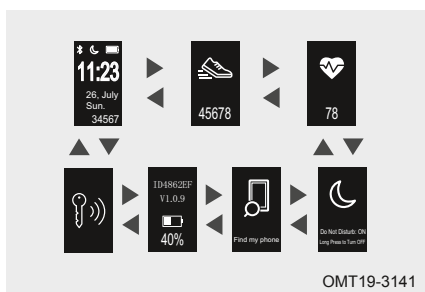 11:23
26, July
Sun.
34567
45678
78
ID4862EF
V1.0.9
40%
Find my phone
Do Not Disturb: ON
Long Press to Turn OFF
OMT19-3141